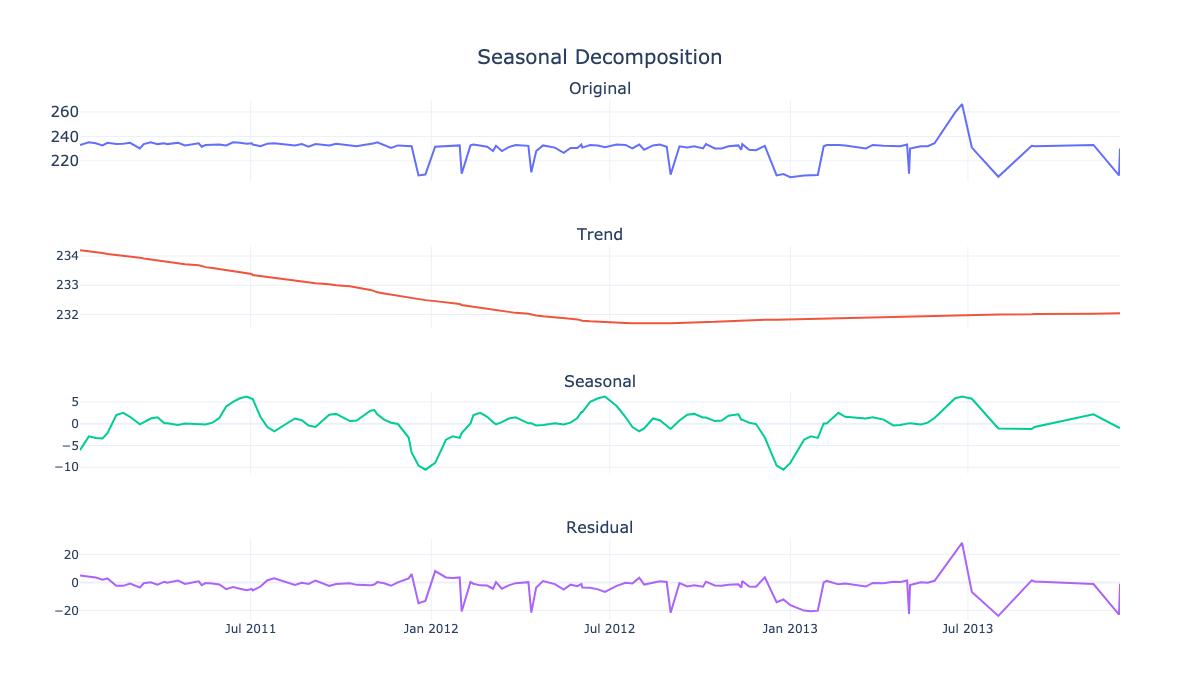 Seasonal Decomposition
Original
260
240
220
Trend
234
233
232
Seasonal
5
0
−5
−10
Residual
20
0
−20
Jul 2011 Jan 2012 Jul 2012 Jan 2013 Jul 2013